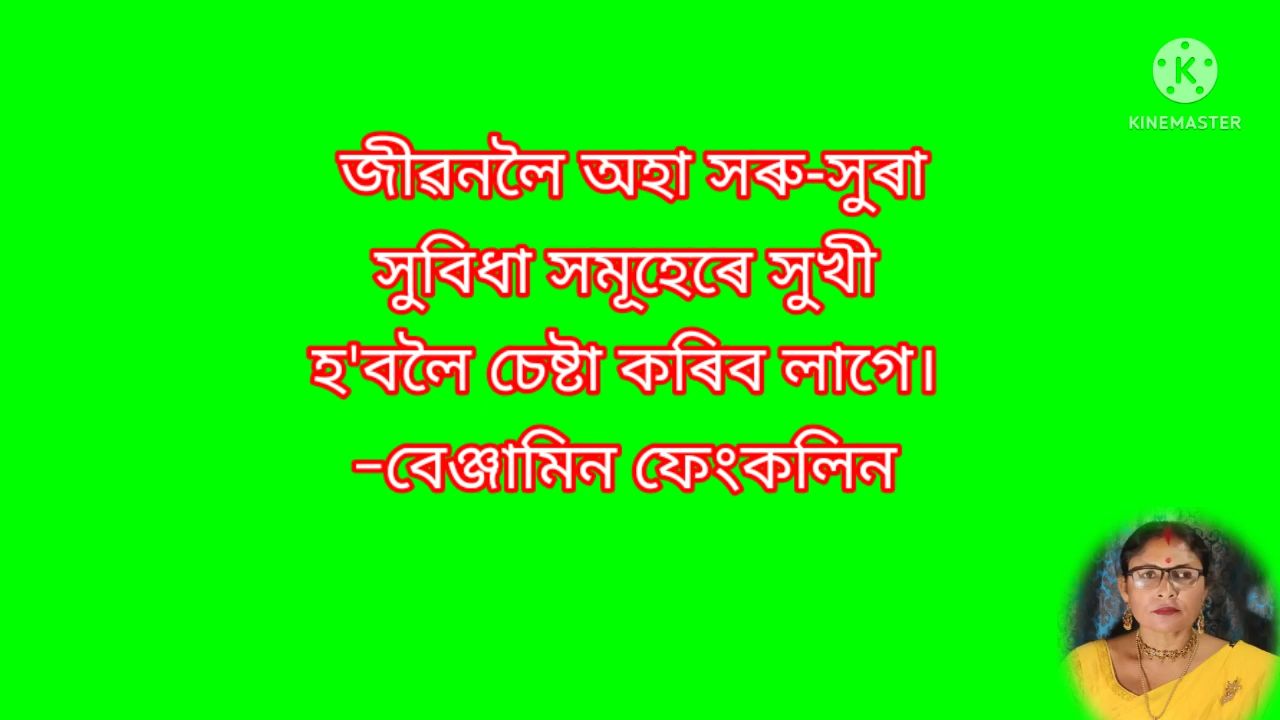 KINEMASTER
জীৱনলৈ অহা সৰু-সুৰা
সুবিধা সমূহেৰে সুখী
হ'বলৈ চেষ্টা কৰিব লাগে।
–বেঞ্জামিন ফেংকলিন